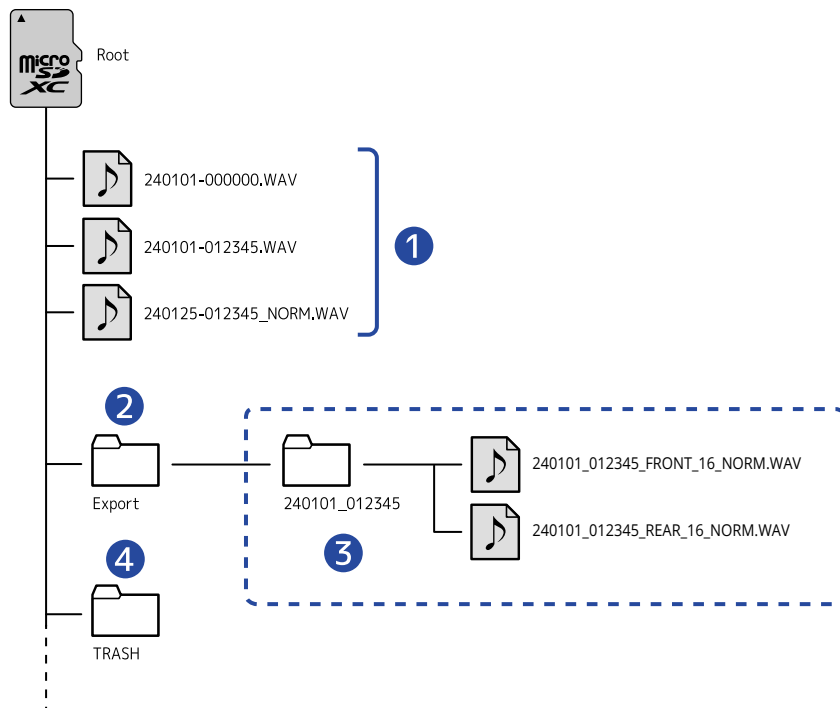 Micro
SD
XC
Root
240101-000000.WAV
240101-012345.WAV
1
240125-012345_NORM.WAV
2
240101_012345_FRONT_16_NORM.WAV
Export
240101_012345
240101_012345_REAR_16_NORM.WAV
3
4
TRASH